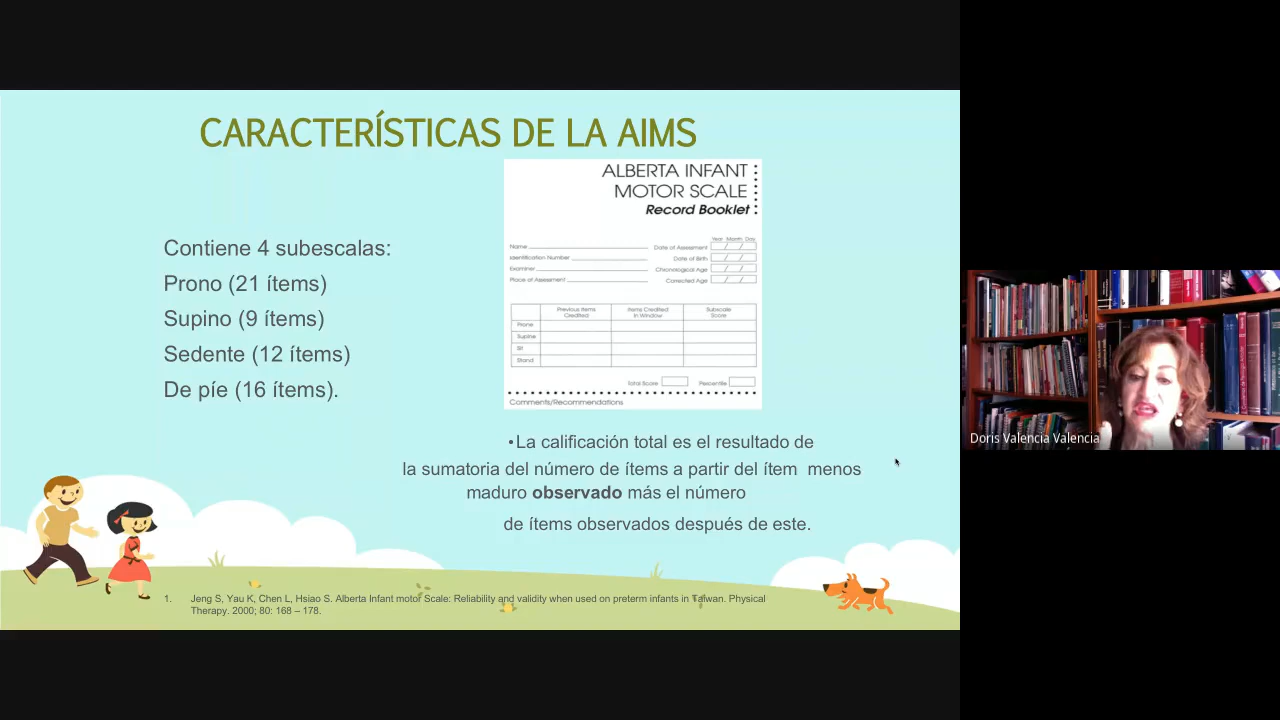 CARACTERÍSTICAS DE LA AIMS
Contiene 4 subescalas:
Prono (21 ítems)
Supino (9 ítems)
Sedente (12 ítems)
De píe (16 ítems).
ALBERTA INFANT
MOTOR SCALE
Record Booklet
Year Month Day
Name
Date of Assessment
Identification Number
Date of Birth
Examiner
Chronological Age
Place of Assessment
Corrected Age
Previous Items Credited
Items Credited in Window
Subscale Score
Prone
Supine
Sit
Stand
Total Score
Percentile
Comments/Recommendations
•La calificación total es el resultado de
la sumatoria del número de ítems a partir del ítem menos
maduro observado más el número
de ítems observados después de este.
1. Jeng S, Yau K, Chen L, Hsiao S. Alberta Infant motor Scale: Reliability and validity when used on preterm infants in Taiwan. Physical
Therapy. 2000; 80: 168 – 178.
Doris Valencia Valencia